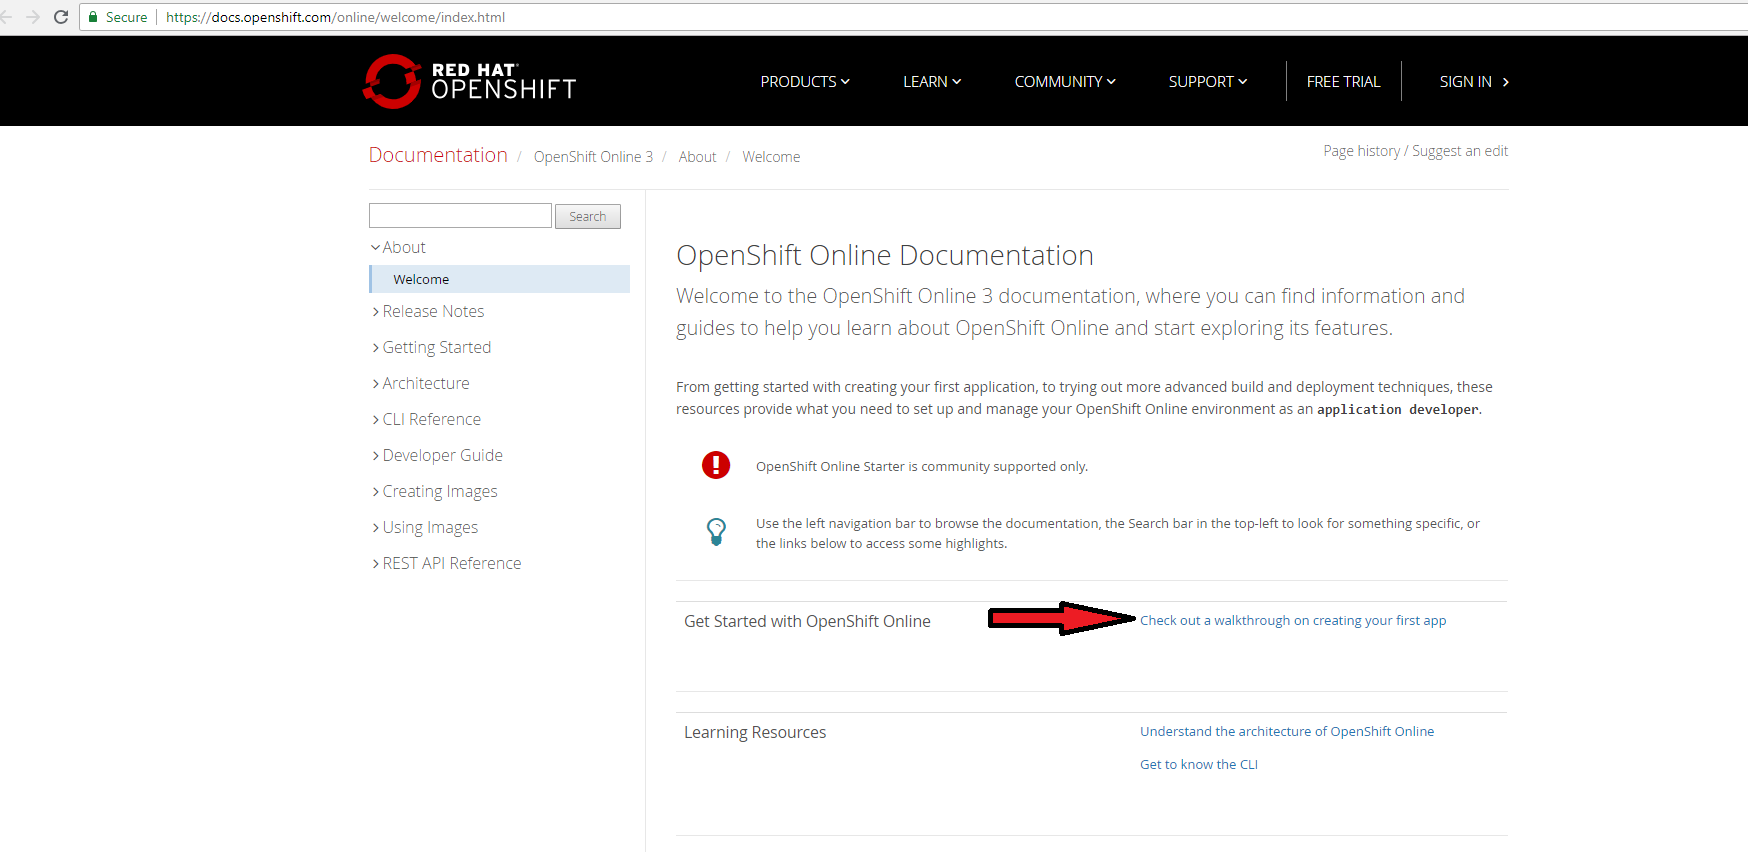 Secure https://docs.openshift.com/online/welcome/index.html
RED HAT®
OPENSHIFT
PRODUCTS LEARN COMMUNITY SUPPORT FREE TRIAL SIGN IN
Documentation / OpenShift Online 3 / About / Welcome
Page history / Suggest an edit
Search
About
Welcome
Release Notes
Getting Started
Architecture
CLI Reference
Developer Guide
Creating Images
Using Images
REST API Reference
OpenShift Online Documentation
Welcome to the OpenShift Online 3 documentation, where you can find information and
guides to help you learn about OpenShift Online and start exploring its features.
From getting started with creating your first application, to trying out more advanced build and deployment techniques, these
resources provide what you need to set up and manage your OpenShift Online environment as an application developer.
OpenShift Online Starter is community supported only.
Use the left navigation bar to browse the documentation, the Search bar in the top-left to look for something specific, or
the links below to access some highlights.
Get Started with OpenShift Online
Check out a walkthrough on creating your first app
Learning Resources
Understand the architecture of OpenShift Online
Get to know the CLI